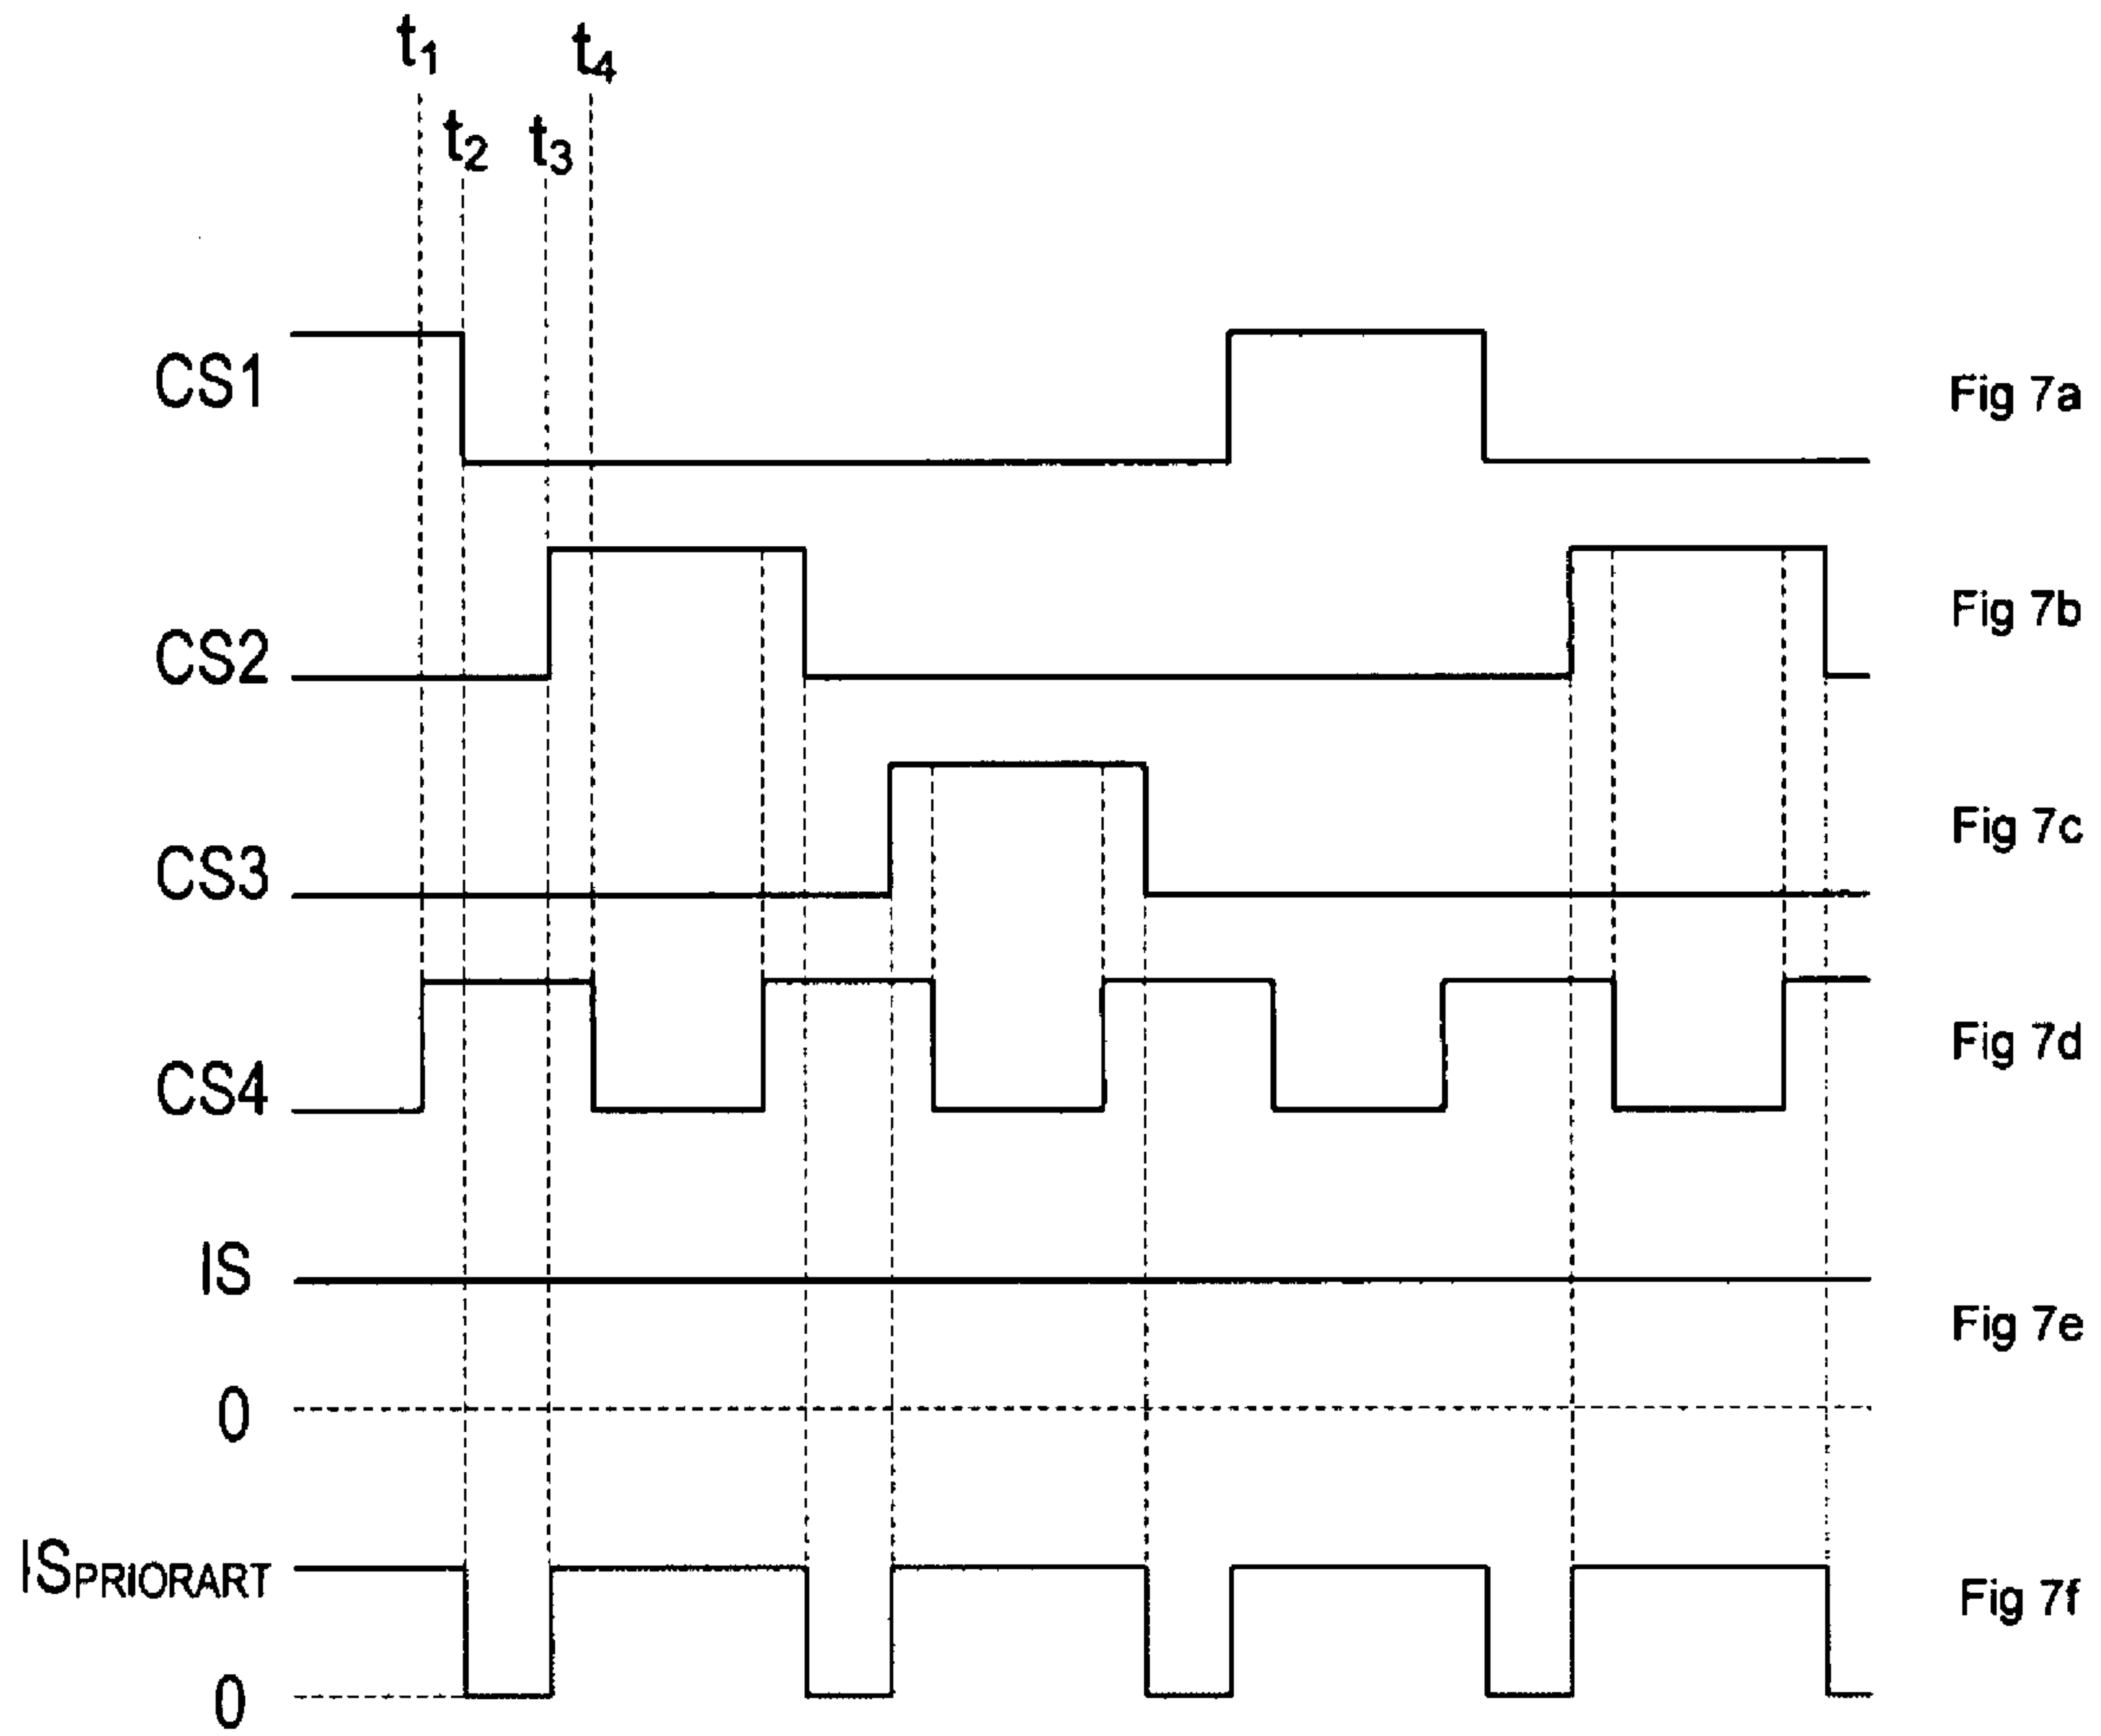 t1 t4
t2 t3
CS1 Fig 7a
CS2 Fig 7b
CS3 Fig 7c
CS4 Fig 7d
IS Fig 7e
0
ISPRIORART Fig 7f
0